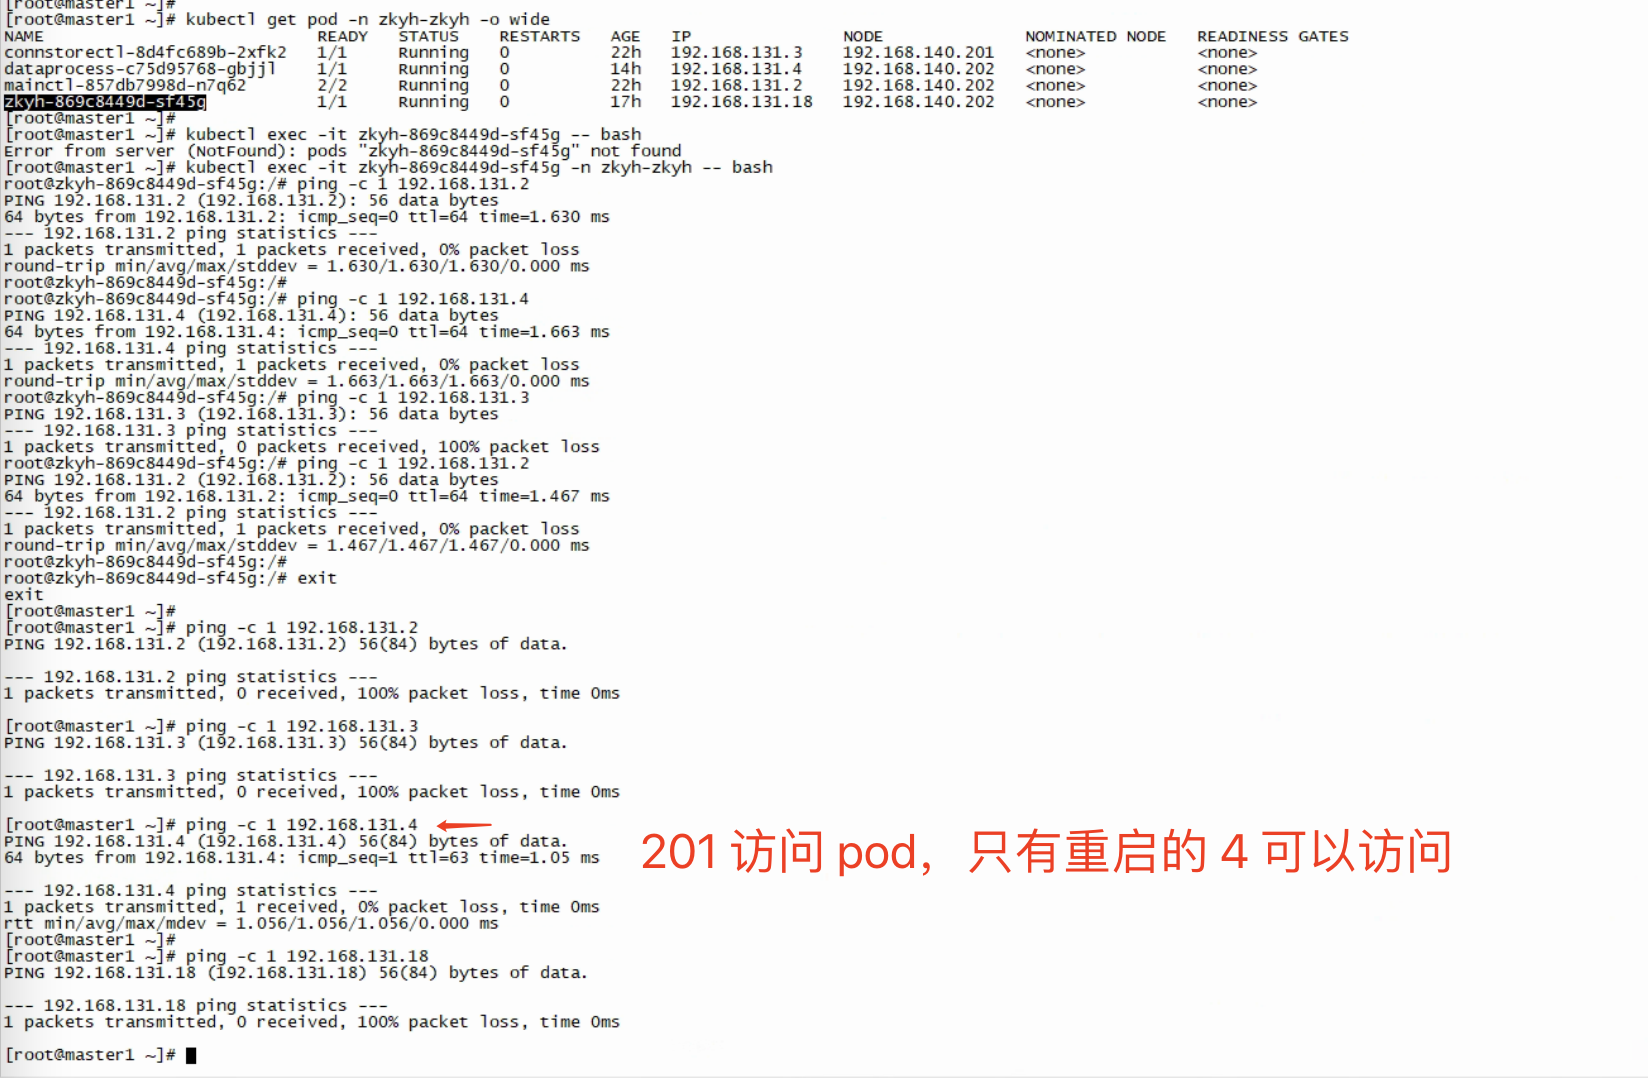 [root@master1 ~]#
[root@master1 ~]# kubectl get pod -n zkyh-zkyh -o wide
NAME READY STATUS RESTARTS AGE IP NODE NOMINATED NODE READINESS GATES
connstorectl-8d4fc689b-2xfk2 1/1 Running 0 22h 192.168.131.3 192.168.140.201 <none> <none>
dataprocess-c75d95768-gbjjl 1/1 Running 0 14h 192.168.131.4 192.168.140.202 <none> <none>
mainctl-857db7998d-n7q62 2/2 Running 0 22h 192.168.131.2 192.168.140.202 <none> <none>
zkyh-869c8449d-sf45g 1/1 Running 0 17h 192.168.131.18 192.168.140.202 <none> <none>
[root@master1 ~]#
[root@master1 ~]# kubectl exec -it zkyh-869c8449d-sf45g -- bash
Error from server (NotFound): pods "zkyh-869c8449d-sf45g" not found
[root@master1 ~]# kubectl exec -it zkyh-869c8449d-sf45g -n zkyh-zkyh -- bash
root@zkyh-869c8449d-sf45g:/# ping -c 1 192.168.131.2
PING 192.168.131.2 (192.168.131.2): 56 data bytes
64 bytes from 192.168.131.2: icmp_seq=0 ttl=64 time=1.630 ms
--- 192.168.131.2 ping statistics ---
1 packets transmitted, 1 packets received, 0% packet loss
round-trip min/avg/max/stddev = 1.630/1.630/1.630/0.000 ms
root@zkyh-869c8449d-sf45g:/#
root@zkyh-869c8449d-sf45g:/# ping -c 1 192.168.131.4
PING 192.168.131.4 (192.168.131.4): 56 data bytes
64 bytes from 192.168.131.4: icmp_seq=0 ttl=64 time=1.663 ms
--- 192.168.131.4 ping statistics ---
1 packets transmitted, 1 packets received, 0% packet loss
round-trip min/avg/max/stddev = 1.663/1.663/1.663/0.000 ms
root@zkyh-869c8449d-sf45g:/# ping -c 1 192.168.131.3
PING 192.168.131.3 (192.168.131.3): 56 data bytes
--- 192.168.131.3 ping statistics ---
1 packets transmitted, 0 packets received, 100% packet loss
root@zkyh-869c8449d-sf45g:/# ping -c 1 192.168.131.2
PING 192.168.131.2 (192.168.131.2): 56 data bytes
64 bytes from 192.168.131.2: icmp_seq=0 ttl=64 time=1.467 ms
--- 192.168.131.2 ping statistics ---
1 packets transmitted, 1 packets received, 0% packet loss
round-trip min/avg/max/stddev = 1.467/1.467/1.467/0.000 ms
root@zkyh-869c8449d-sf45g:/#
root@zkyh-869c8449d-sf45g:/# exit
exit
[root@master1 ~]#
[root@master1 ~]# ping -c 1 192.168.131.2
PING 192.168.131.2 (192.168.131.2) 56(84) bytes of data.
--- 192.168.131.2 ping statistics ---
1 packets transmitted, 0 received, 100% packet loss, time 0ms
[root@master1 ~]# ping -c 1 192.168.131.3
PING 192.168.131.3 (192.168.131.3) 56(84) bytes of data.
--- 192.168.131.3 ping statistics ---
1 packets transmitted, 0 received, 100% packet loss, time 0ms
[root@master1 ~]# ping -c 1 192.168.131.4
PING 192.168.131.4 (192.168.131.4) 56(84) bytes of data.
64 bytes from 192.168.131.4: icmp_seq=1 ttl=63 time=1.05 ms
201 访问 pod，只有重启的 4 可以访问
--- 192.168.131.4 ping statistics ---
1 packets transmitted, 1 received, 0% packet loss, time 0ms
rtt min/avg/max/mdev = 1.056/1.056/1.056/0.000 ms
[root@master1 ~]#
[root@master1 ~]# ping -c 1 192.168.131.18
PING 192.168.131.18 (192.168.131.18) 56(84) bytes of data.
--- 192.168.131.18 ping statistics ---
1 packets transmitted, 0 received, 100% packet loss, time 0ms
[root@master1 ~]#